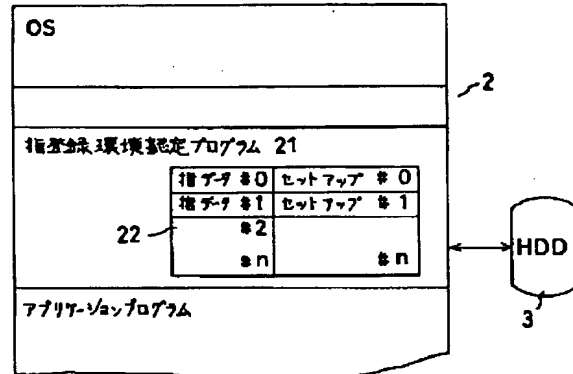 OS
2
指登録環境認定プログラム 21
指データ #0 セットアップ #0
指データ #1 セットアップ #1
22
#2
#n #n
HDD
アプリケーションプログラム
3